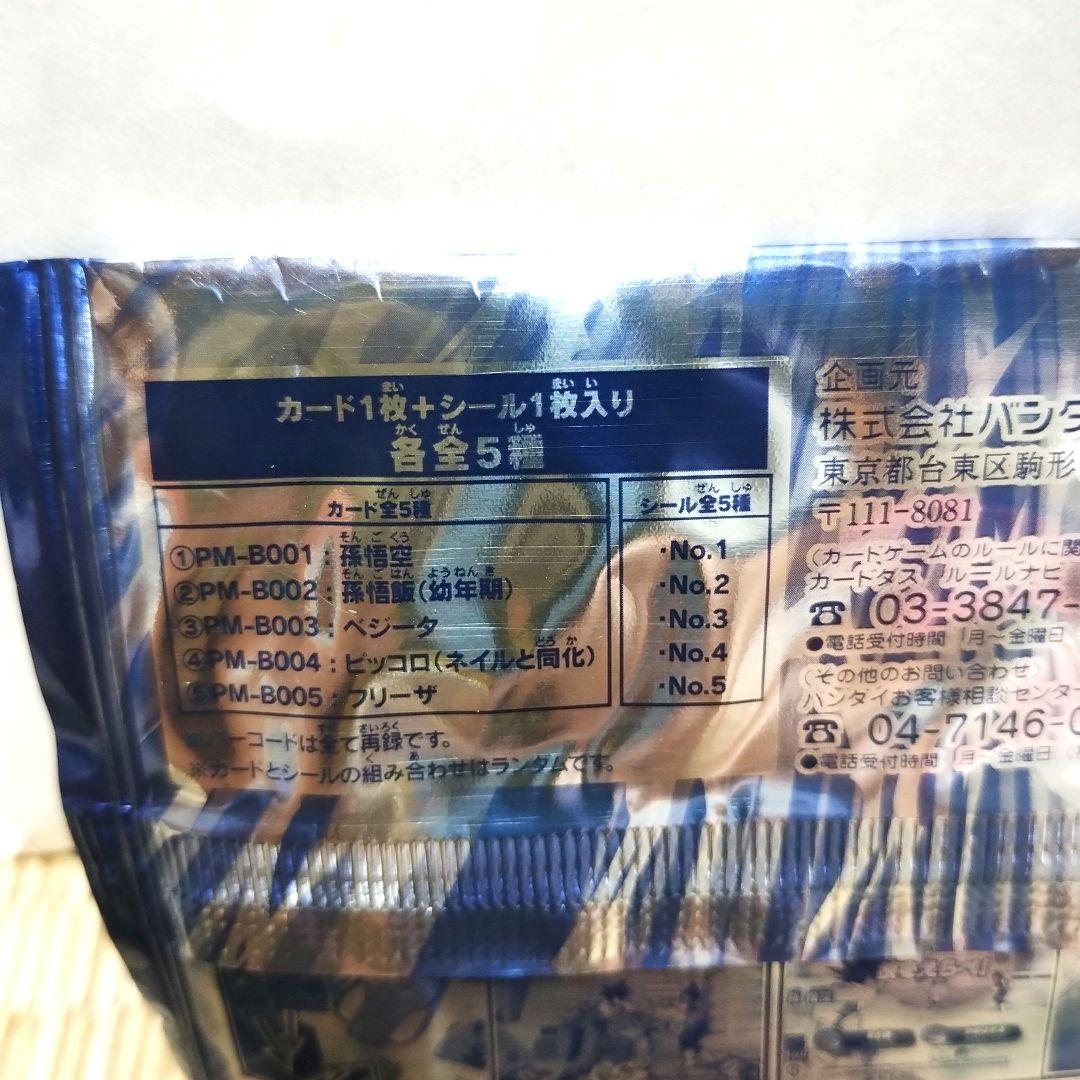 カード1枚+シール1枚入り
各全5種
カード全5種
①PM-B001:孫悟空
②PM-B002:孫悟飯(幼年期)
③PM-B003:ベジータ
④PM-B004:ピッコロ(ネイルと同化)
⑤PM-B005:フリーザ
シール全5種
・No.1
・No.2
・No.3
・No.4
・No.5
コードは全て再録です。
※カードとシールの組み合わせはランダムです。
企画元
株式会社バンダ
東京都台東区駒形
〒111-8081
(カードゲームのルールに関
カードダス ルールナビ
☎03-3847-
●電話受付時間 月〜金曜日
(その他のお問い合わせ)
バンダイお客様相談センター
☎04-7146-0
●電話受付時間 月〜金曜日